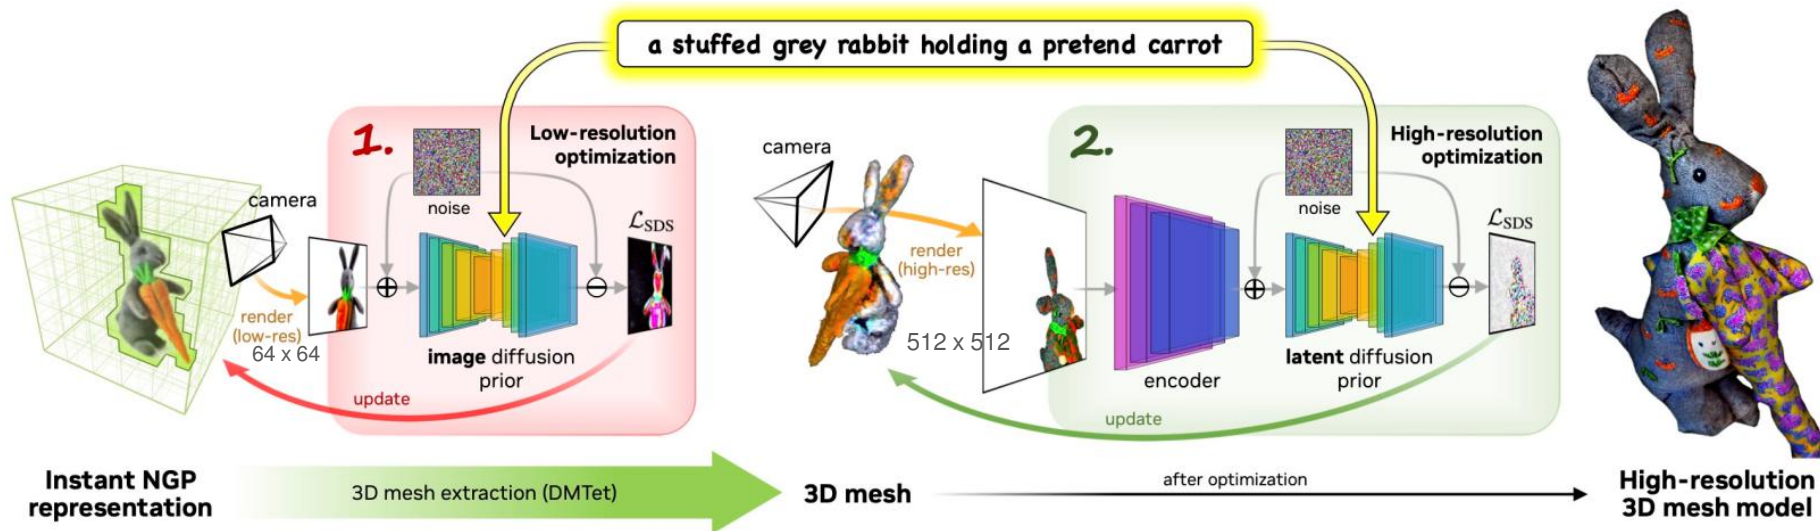 a stuffed grey rabbit holding a pretend carrot
1.
Low-resolution
optimization
noise
camera
render
(low-res)
64 x 64
image diffusion
prior
ℒSDS
update
camera
render
(high-res)
512 x 512
2.
High-resolution
optimization
noise
encoder
latent diffusion
prior
ℒSDS
update
Instant NGP
representation
3D mesh extraction (DMTet)
3D mesh
after optimization
High-resolution
3D mesh model